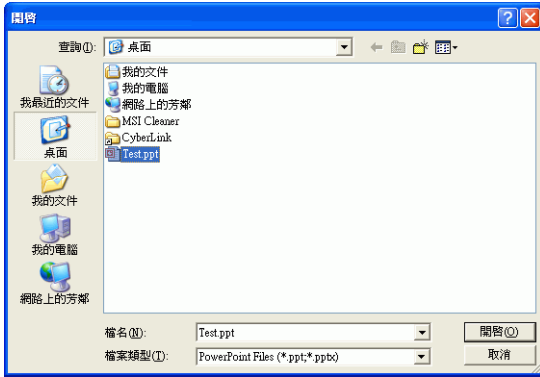 開啓
查詢(I):
桌面
我最近的文件
桌面
我的文件
我的電腦
網路上的芳鄰
我的文件
我的電腦
網路上的芳鄰
MSI Cleaner
CyberLink
Test.ppt
檔名(N):
Test.ppt
開啓(O)
檔案類型(T):
PowerPoint Files (*.ppt;*.pptx)
取消